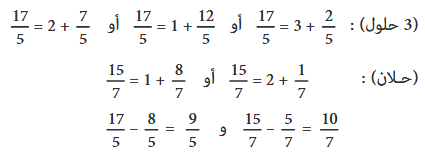 (3 حلول) : 17/5 = 3 + 2/5 أو 17/5 = 1 + 12/5 أو 17/5 = 2 + 7/5
(حلان) : 15/7 = 2 + 1/7 أو 15/7 = 1 + 8/7
15/7 − 5/7 = 10/7 و 17/5 − 8/5 = 9/5